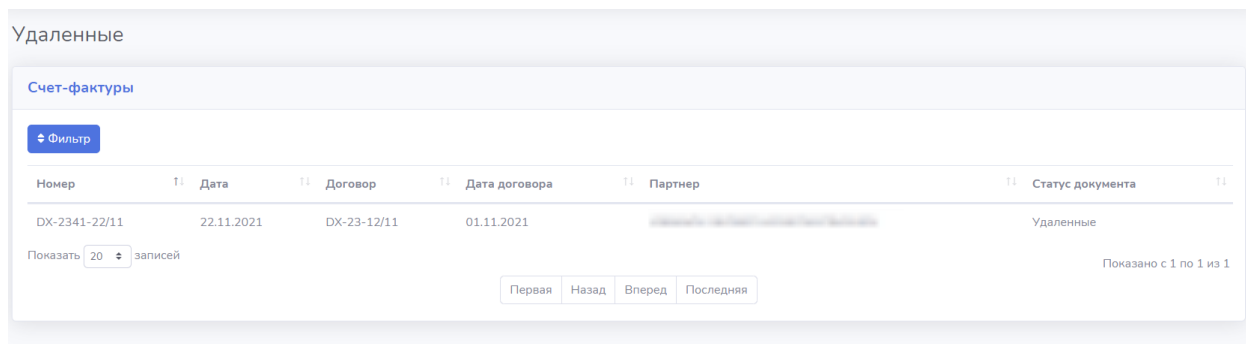 Удаленные
Счет-фактуры
Фильтр
Номер Дата Договор Дата договора Партнер Статус документа
DX-2341-22/11 22.11.2021 DX-23-12/11 01.11.2021 Удаленные
Показать 20 записей
Показано с 1 по 1 из 1
Первая Назад Вперед Последняя